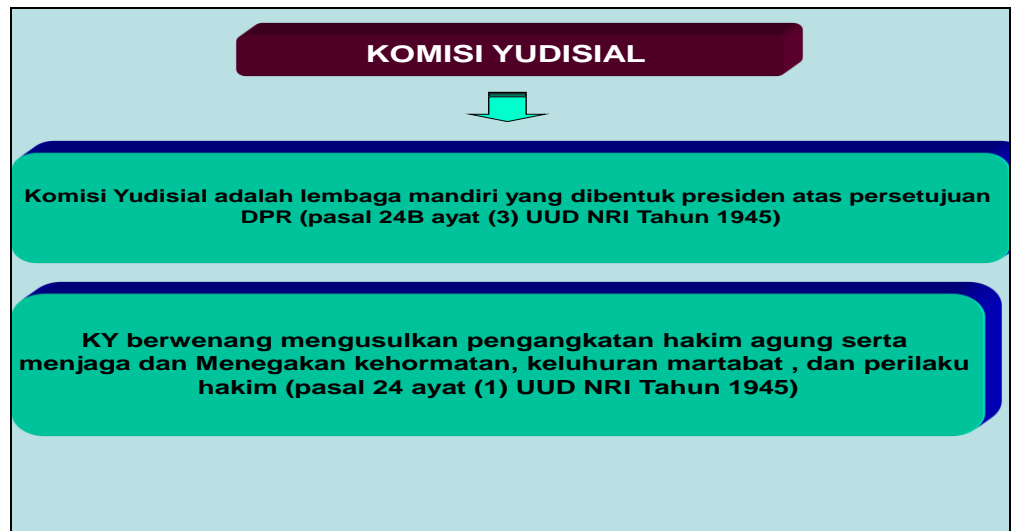 KOMISI YUDISIAL
Komisi Yudisial adalah lembaga mandiri yang dibentuk presiden atas persetujuan
DPR (pasal 24B ayat (3) UUD NRI Tahun 1945)
KY berwenang mengusulkan pengangkatan hakim agung serta
menjaga dan Menegakan kehormatan, keluhuran martabat , dan perilaku
hakim (pasal 24 ayat (1) UUD NRI Tahun 1945)